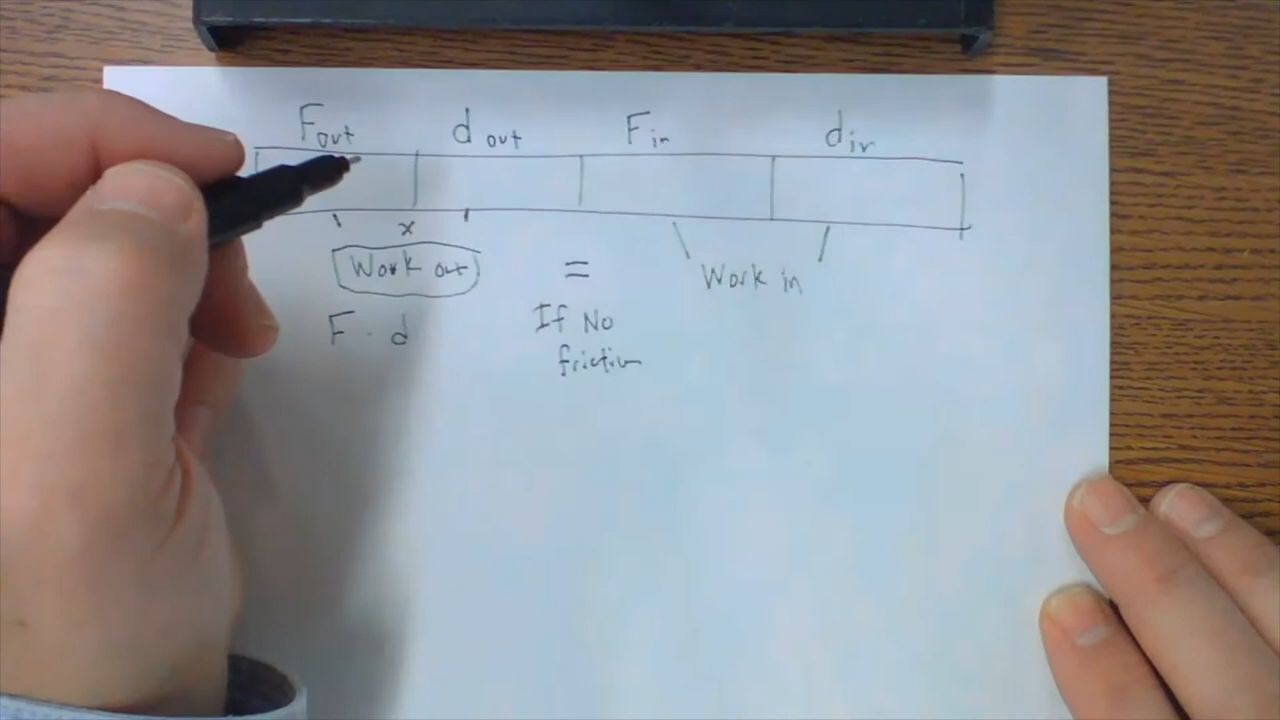 Fout dout Fin din
x
Work out = Work in
F · d If No
friction